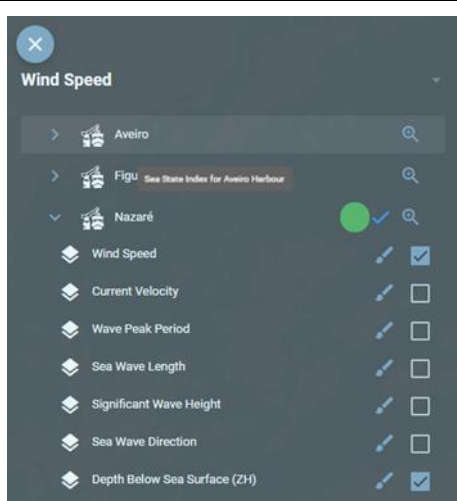 Wind Speed
Aveiro
Figu
Sea State Index for Aveiro Harbour
Nazaré
Wind Speed
Current Velocity
Wave Peak Period
Sea Wave Length
Significant Wave Height
Sea Wave Direction
Depth Below Sea Surface (ZH)